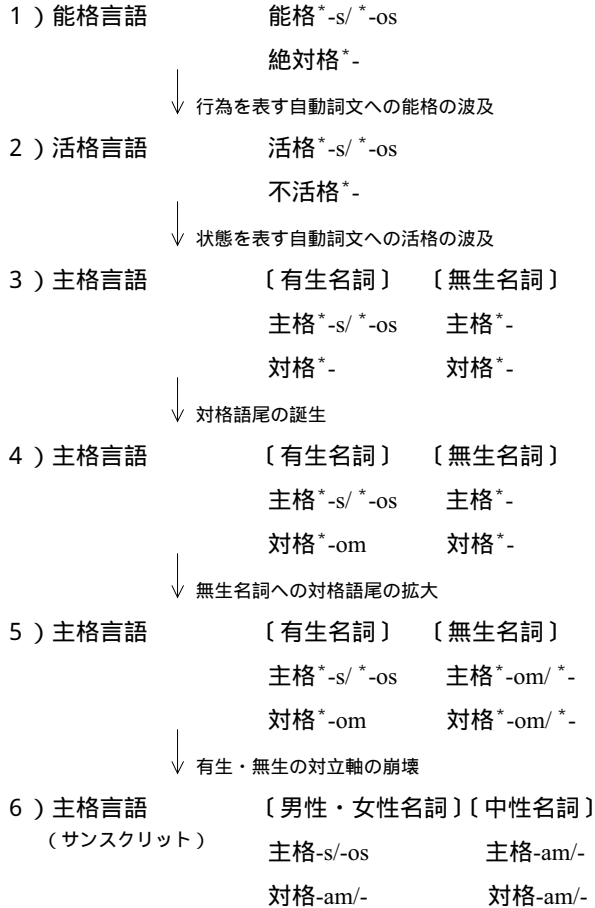 1）能格言語 能格*-s/ *-os
絶対格*-
行為を表す自動詞文への能格の波及
2）活格言語 活格*-s/ *-os
不活格*-
状態を表す自動詞文への活格の波及
3）主格言語 〔有生名詞〕 〔無生名詞〕
主格*-s/ *-os 主格*-
対格*- 対格*-
対格語尾の誕生
4）主格言語 〔有生名詞〕 〔無生名詞〕
主格*-s/ *-os 主格*-
対格*-om 対格*-
無生名詞への対格語尾の拡大
5）主格言語 〔有生名詞〕 〔無生名詞〕
主格*-s/ *-os 主格*-om/ *-
対格*-om 対格*-om/ *-
有生・無生の対立軸の崩壊
6）主格言語 〔男性・女性名詞〕〔中性名詞〕
（サンスクリット）
主格-s/-os 主格-am/-
対格-am/- 対格-am/-